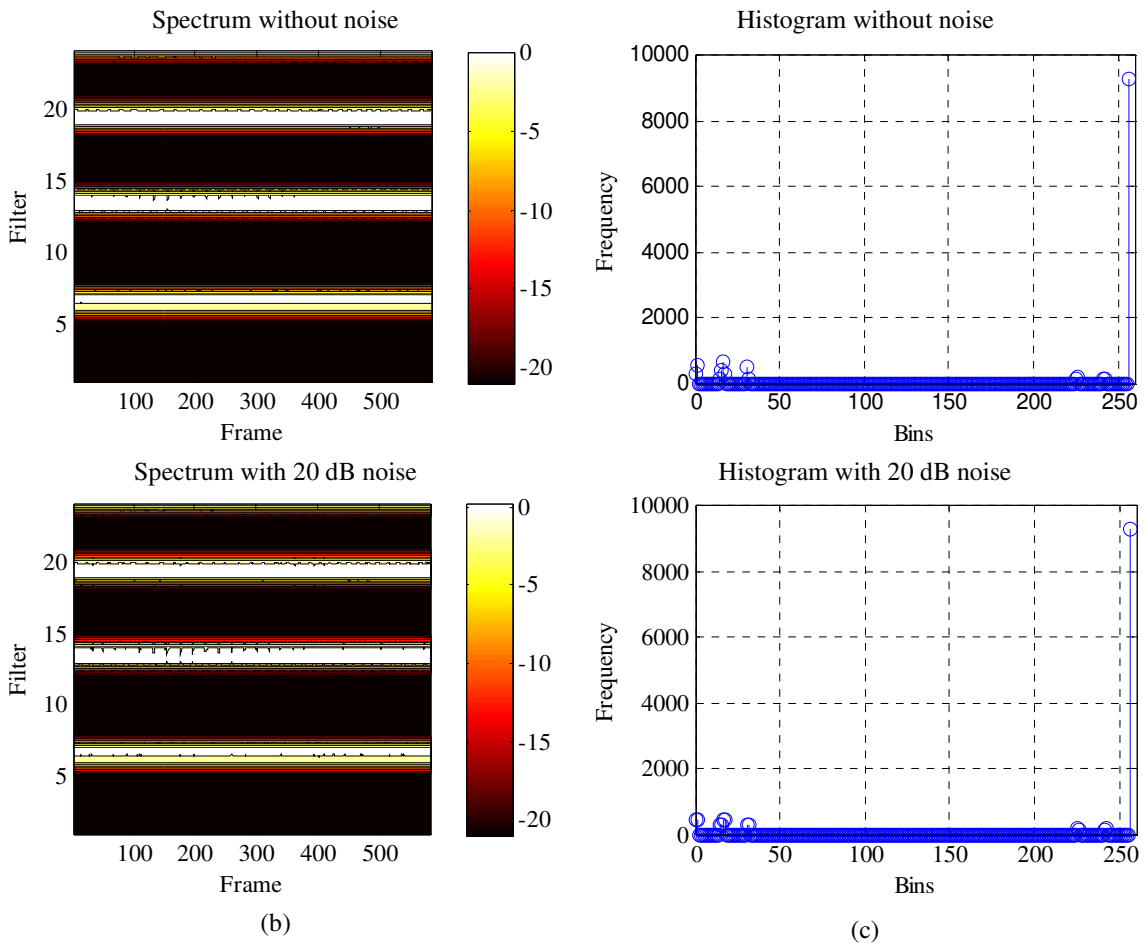 Spectrum without noise
Histogram without noise
20
15
10
5
Filter
100 200 300 400 500
Frame
0
-5
-10
-15
-20
10000
8000
6000
4000
2000
0
Frequency
0 50 100 150 200 250
Bins
Spectrum with 20 dB noise
Histogram with 20 dB noise
20
15
10
5
Filter
100 200 300 400 500
Frame
0
-5
-10
-15
-20
10000
8000
6000
4000
2000
0
Frequency
0 50 100 150 200 250
Bins
(b)
(c)